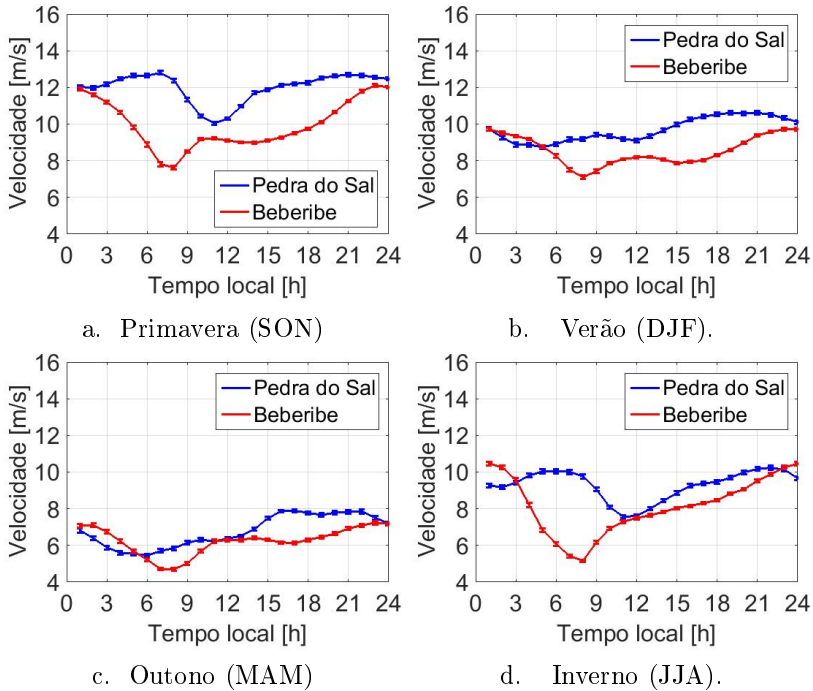 16
14
12
10
8
6
4
Velocidade [m/s]
Pedra do Sal
Beberibe
0 3 6 9 12 15 18 21 24
Tempo local [h]
a. Primavera (SON)
16
14
12
10
8
6
4
Velocidade [m/s]
Pedra do Sal
Beberibe
0 3 6 9 12 15 18 21 24
Tempo local [h]
b. Verão (DJF).
16
14
12
10
8
6
4
Velocidade [m/s]
Pedra do Sal
Beberibe
0 3 6 9 12 15 18 21 24
Tempo local [h]
c. Outono (MAM)
16
14
12
10
8
6
4
Velocidade [m/s]
Pedra do Sal
Beberibe
0 3 6 9 12 15 18 21 24
Tempo local [h]
d. Inverno (JJA).